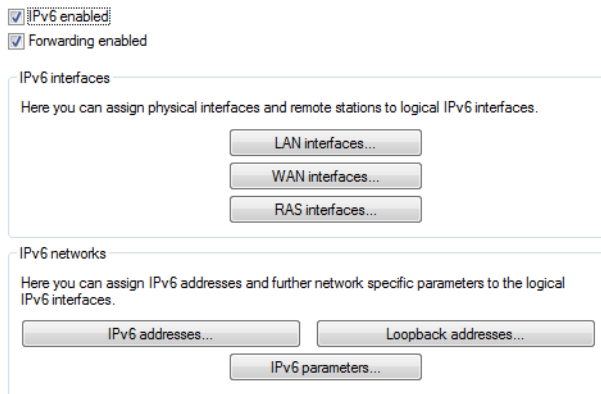 IPv6 enabled
Forwarding enabled
IPv6 interfaces
Here you can assign physical interfaces and remote stations to logical IPv6 interfaces.
LAN interfaces...
WAN interfaces...
RAS interfaces...
IPv6 networks
Here you can assign IPv6 addresses and further network specific parameters to the logical
IPv6 interfaces.
IPv6 addresses...
Loopback addresses...
IPv6 parameters...